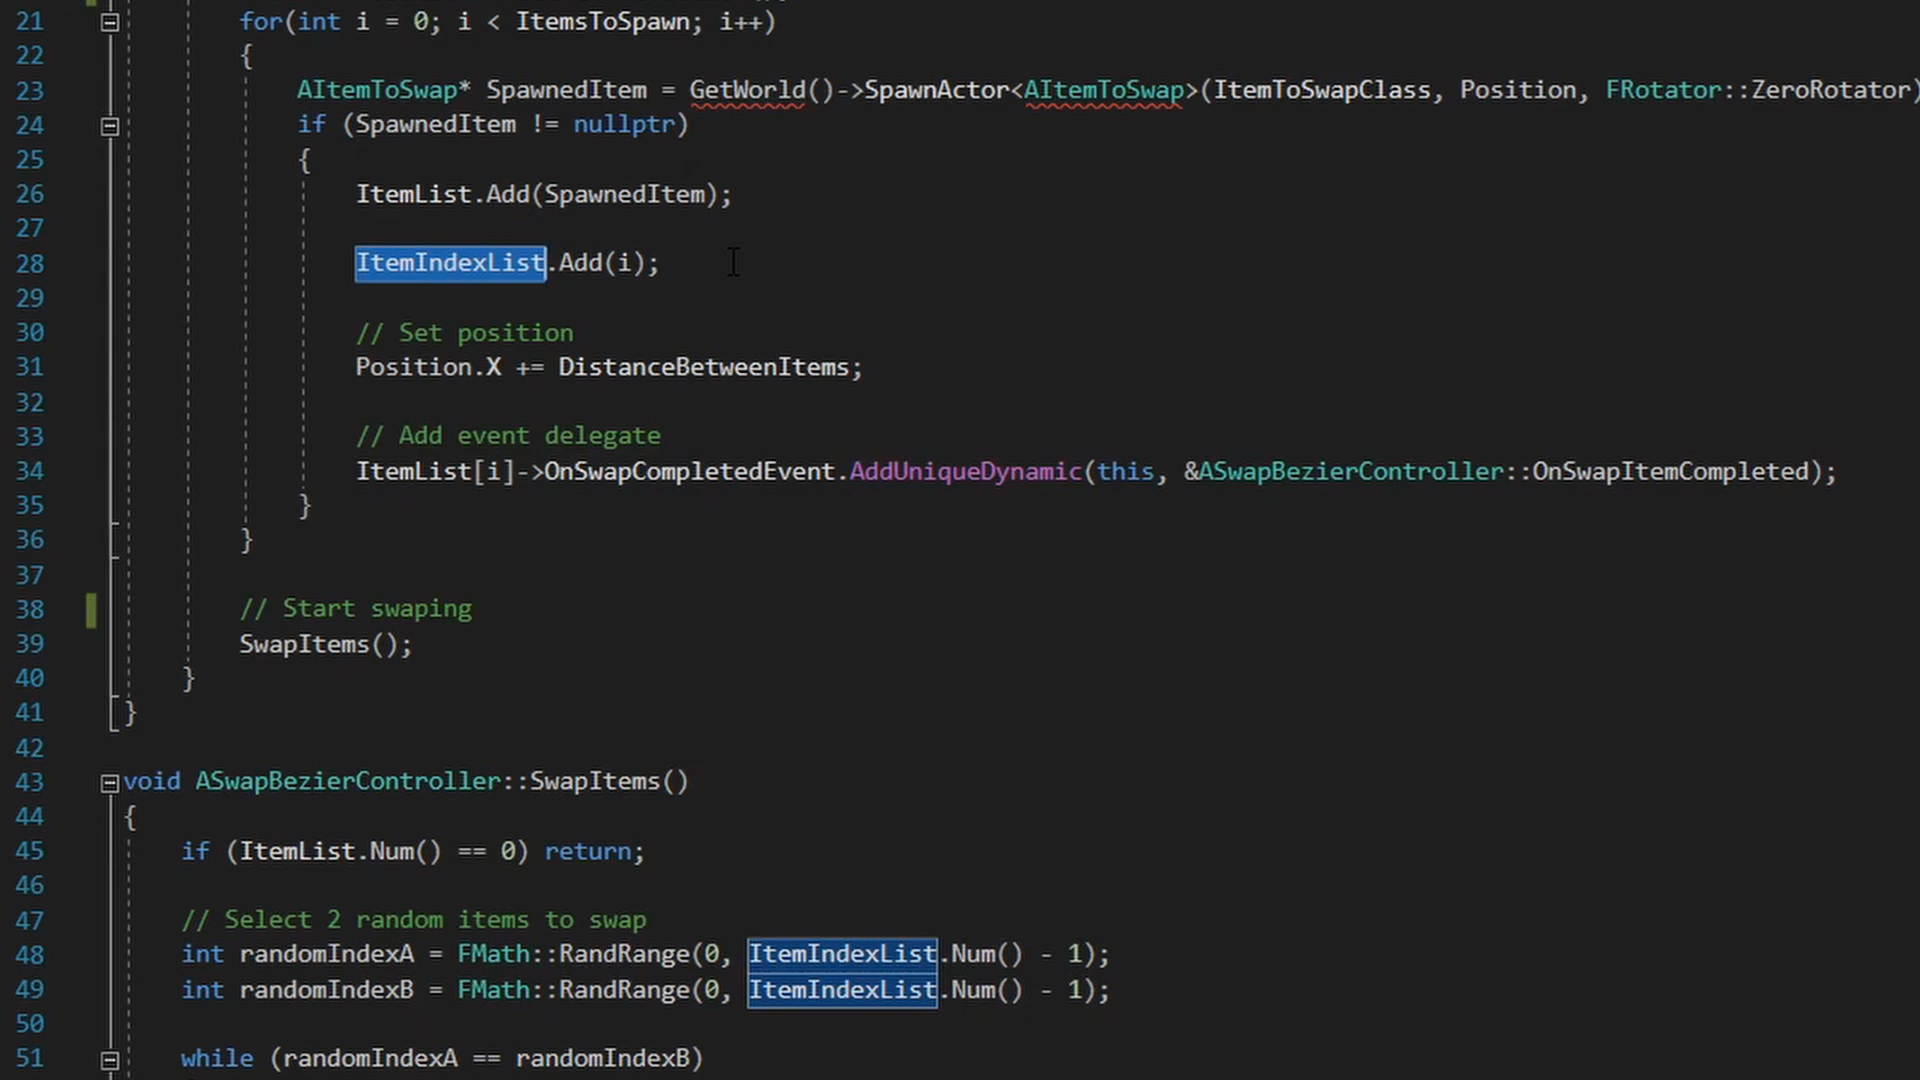 21 for(int i = 0; i < ItemsToSpawn; i++)
22 {
23 AItemToSwap* SpawnedItem = GetWorld()->SpawnActor<AItemToSwap>(ItemToSwapClass, Position, FRotator::ZeroRotator)
24 if (SpawnedItem != nullptr)
25 {
26 ItemList.Add(SpawnedItem);
27
28 ItemIndexList.Add(i);
29
30 // Set position
31 Position.X += DistanceBetweenItems;
32
33 // Add event delegate
34 ItemList[i]->OnSwapCompletedEvent.AddUniqueDynamic(this, &ASwapBezierController::OnSwapItemCompleted);
35 }
36 }
37
38 // Start swaping
39 SwapItems();
40 }
41 }
42
43 void ASwapBezierController::SwapItems()
44 {
45 if (ItemList.Num() == 0) return;
46
47 // Select 2 random items to swap
48 int randomIndexA = FMath::RandRange(0, ItemIndexList.Num() - 1);
49 int randomIndexB = FMath::RandRange(0, ItemIndexList.Num() - 1);
50
51 while (randomIndexA == randomIndexB)